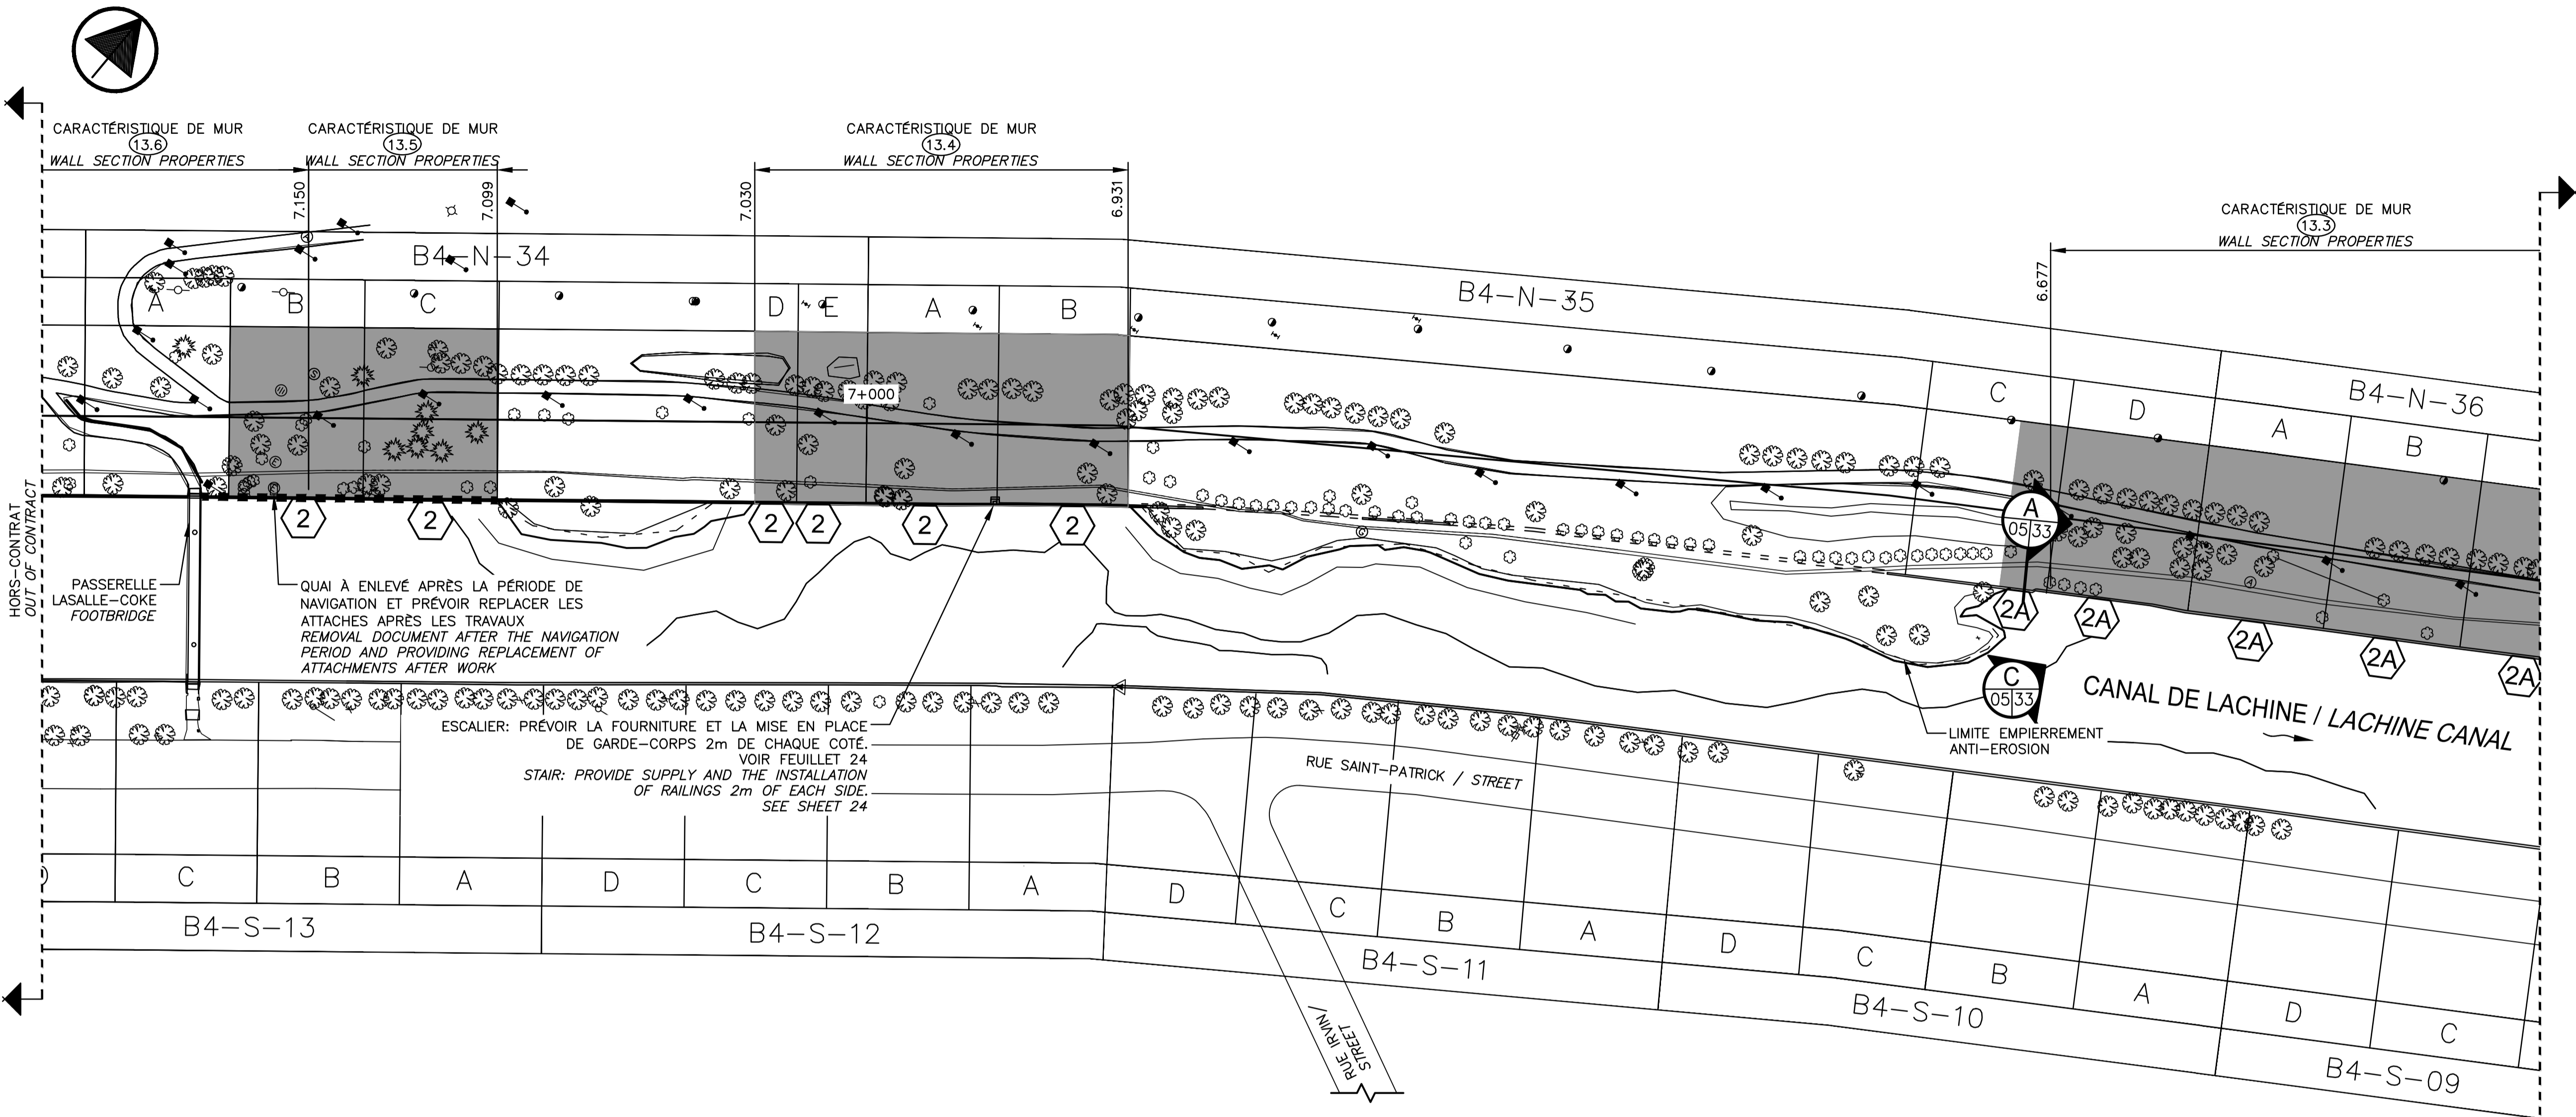 CARACTÉRISTIQUE DE MUR
13.6
WALL SECTION PROPERTIES
CARACTÉRISTIQUE DE MUR
13.5
WALL SECTION PROPERTIES
CARACTÉRISTIQUE DE MUR
13.4
WALL SECTION PROPERTIES
CARACTÉRISTIQUE DE MUR
13.3
WALL SECTION PROPERTIES
7.150
7.099
7.030
6.931
6.677
B4-N-34
B4-N-35
B4-N-36
A
B
C
D
E
A
B
C
D
A
B
7+000
A
05 33
2
2
2
2
2
2
2A
2A
2A
2A
2A
C
05 33
HORS-CONTRAT
OUT OF CONTRACT
PASSERELLE
LASALLE-COKE
FOOTBRIDGE
QUAI À ENLEVÉ APRÈS LA PÉRIODE DE
NAVIGATION ET PRÉVOIR REPLACER LES
ATTACHES APRÈS LES TRAVAUX
REMOVAL DOCUMENT AFTER THE NAVIGATION
PERIOD AND PROVIDING REPLACEMENT OF
ATTACHMENTS AFTER WORK
ESCALIER: PRÉVOIR LA FOURNITURE ET LA MISE EN PLACE
DE GARDE-CORPS 2m DE CHAQUE COTÉ.
VOIR FEUILLET 24
STAIR: PROVIDE SUPPLY AND THE INSTALLATION
OF RAILINGS 2m OF EACH SIDE.
SEE SHEET 24
CANAL DE LACHINE / LACHINE CANAL
LIMITE EMPIERREMENT
ANTI-EROSION
RUE SAINT-PATRICK / STREET
RUE IRVIN/
STREET
C
B
A
D
C
B
A
D
C
B
A
D
C
B
A
D
C
B4-S-13
B4-S-12
B4-S-11
B4-S-10
B4-S-09